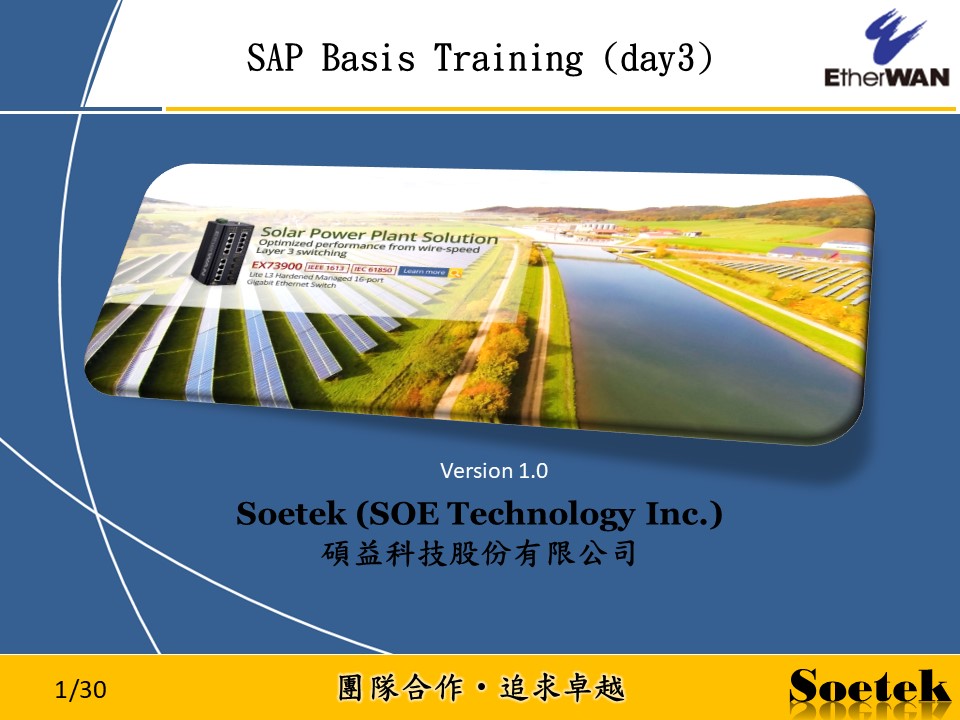 SAP Basis Training (day3)
EtherWAN
Solar Power Plant Solution
Optimized performance from wire-speed
Layer 3 switching
EX73900 IEEE 1613 IEC 61850 Learn more
Lite L3 Hardened Managed 16-port
Gigabit Ethernet Switch
Version 1.0
Soetek (SOE Technology Inc.)
碩益科技股份有限公司
1/30
團隊合作・追求卓越
Soetek